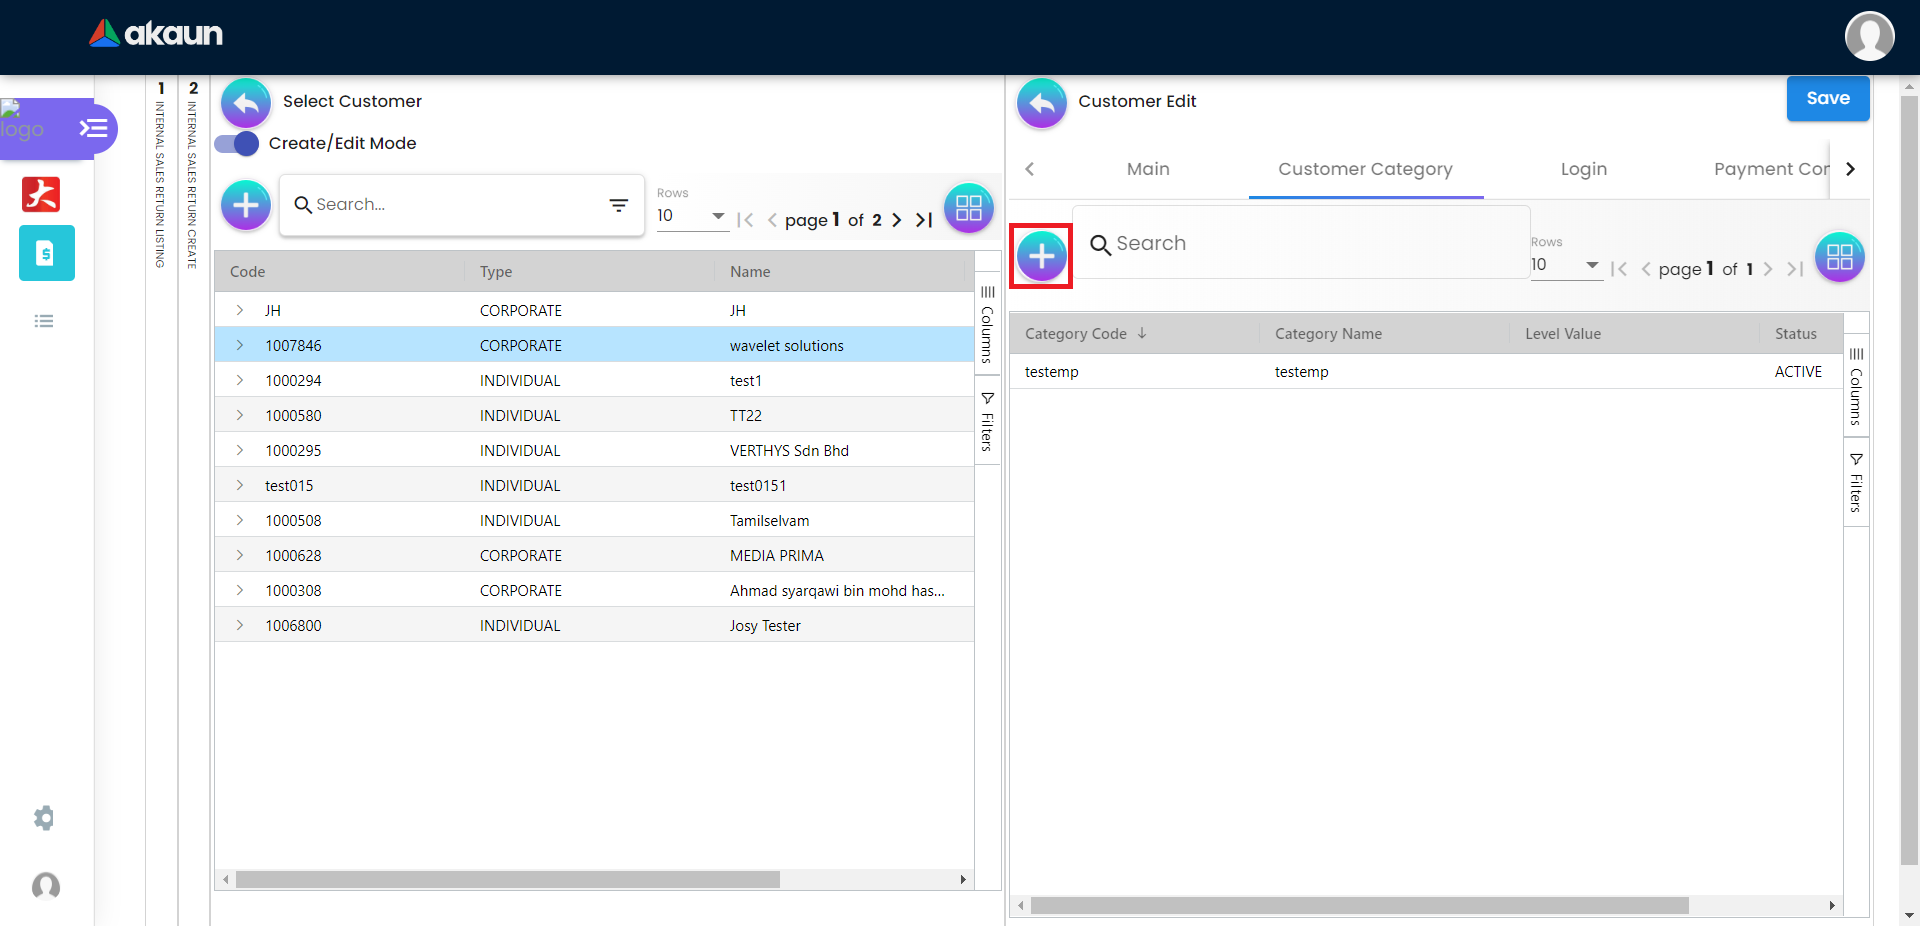 akaun
logo
1 INTERNAL SALES RETURN LISTING
2 INTERNAL SALES RETURN CREATE
Select Customer
Create/Edit Mode
Search...
Rows
10
page 1 of 2
Code Type Name
JH CORPORATE JH
1007846 CORPORATE wavelet solutions
1000294 INDIVIDUAL test1
1000580 INDIVIDUAL TT22
1000295 INDIVIDUAL VERTHYS Sdn Bhd
test015 INDIVIDUAL test0151
1000508 INDIVIDUAL Tamilselvam
1000628 CORPORATE MEDIA PRIMA
1000308 CORPORATE Ahmad syarqawi bin mohd has...
1006800 INDIVIDUAL Josy Tester
Columns
Filters
Customer Edit
Save
Main Customer Category Login Payment Cor
Search
Rows
10
page 1 of 1
Category Code Category Name Level Value Status
testemp testemp ACTIVE
Columns
Filters